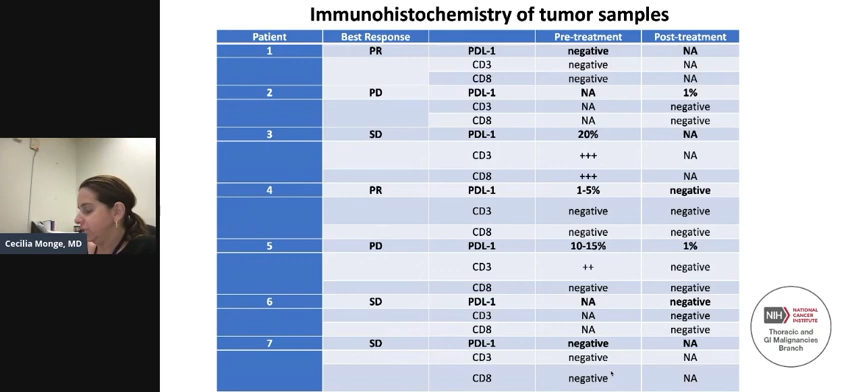 Immunohistochemistry of tumor samples
Patient Best Response Pre-treatment Post-treatment
1 PR PDL-1 negative NA
CD3 negative NA
CD8 negative NA
2 PD PDL-1 NA 1%
CD3 NA negative
CD8 NA negative
3 SD PDL-1 20% NA
CD3 +++ NA
CD8 +++ NA
4 PR PDL-1 1-5% negative
CD3 negative negative
CD8 negative negative
5 PD PDL-1 10-15% 1%
CD3 ++ negative
CD8 negative negative
6 SD PDL-1 NA negative
CD3 NA negative
CD8 NA negative
7 SD PDL-1 negative NA
CD3 negative NA
CD8 negative NA
Cecilia Monge, MD
NIH NATIONAL
CANCER
INSTITUTE
Thoracic and
GI Malignancies
Branch